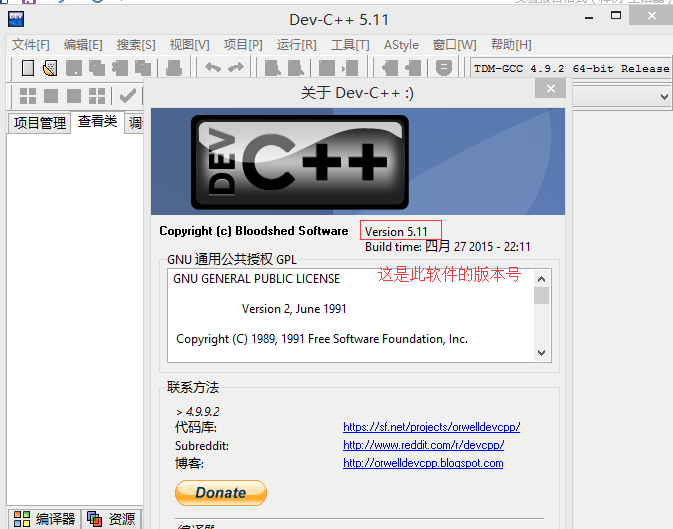 Dev-C++ 5.11
文件[F] 编辑[E] 搜索[S] 视图[V] 项目[P] 运行[R] 工具[T] AStyle 窗口[W] 帮助[H]
TDM-GCC 4.9.2 64-bit Release
关于 Dev-C++ :)
项目管理 查看类 调
DEV C++
Copyright (c) Bloodshed Software
Version 5.11
Build time: 四月 27 2015 - 22:11
GNU 通用公共授权 GPL
这是此软件的版本号
GNU GENERAL PUBLIC LICENSE
Version 2, June 1991
Copyright (C) 1989, 1991 Free Software Foundation, Inc.
联系方法
> 4.9.9.2
代码库: https://sf.net/projects/orwelldevcpp/
Subreddit: http://www.reddit.com/r/devcpp/
博客: http://orwelldevcpp.blogspot.com
Donate
编译器 资源